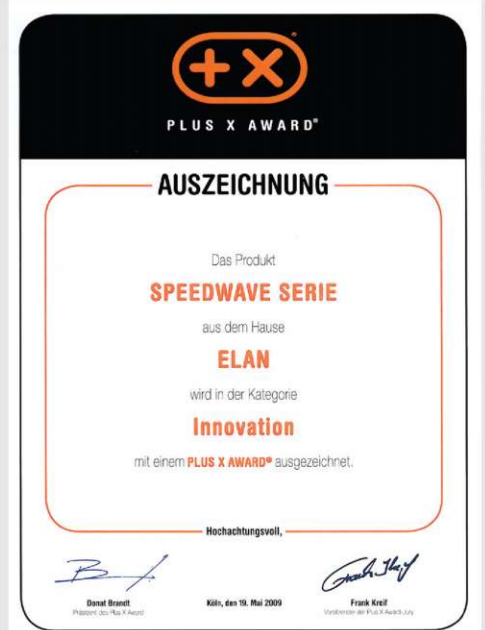 +X
PLUS X AWARD®
AUSZEICHNUNG
Das Produkt
SPEEDWAVE SERIE
aus dem Hause
ELAN
wird in der Kategorie
Innovation
mit einem PLUS X AWARD® ausgezeichnet.
Hochachtungsvoll,
Donat Brandt
Präsident des Plus X Award
Köln, den 19. Mai 2009
Frank Kreif
Vorsitzender der Plus X Award-Jury